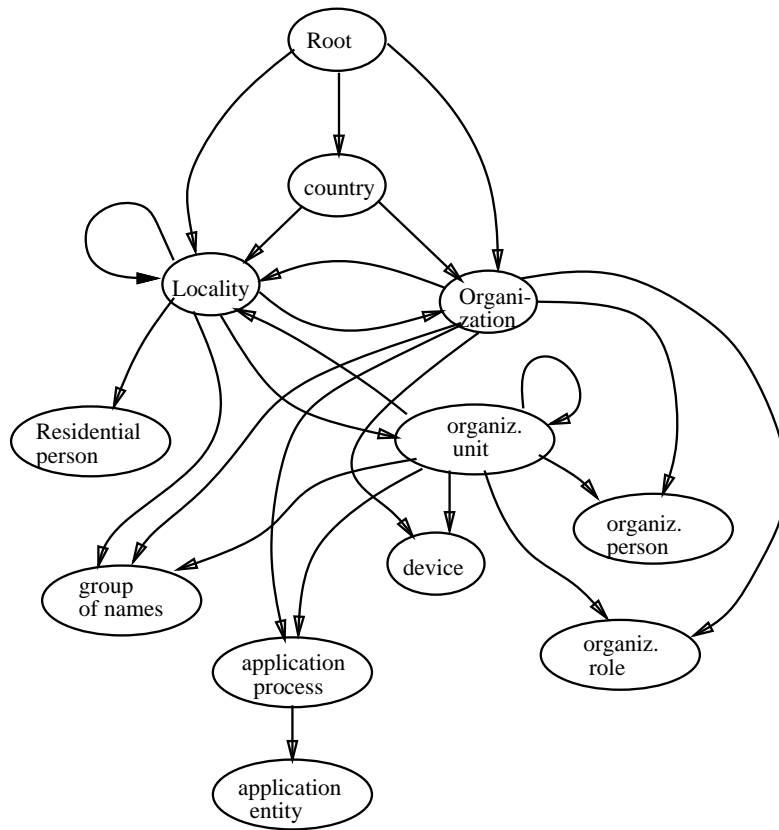 Root
country
Locality
Organi-
zation
Residential
person
organiz.
unit
organiz.
person
device
group
of names
organiz.
role
application
process
application
entity